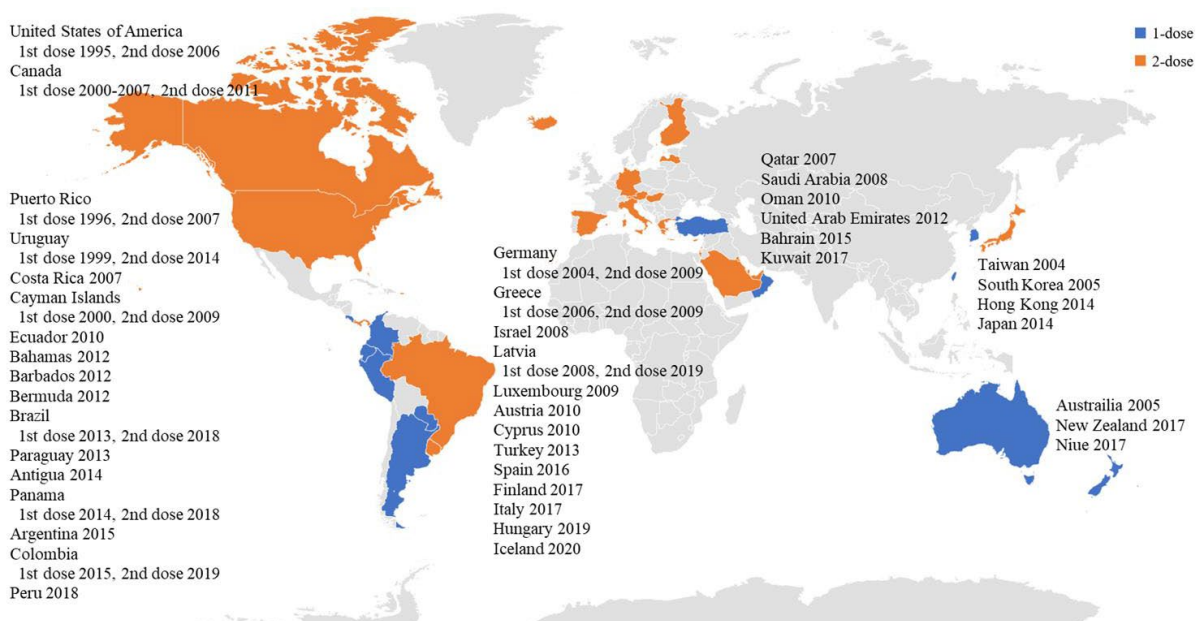 United States of America
1st dose 1995, 2nd dose 2006
Canada
1st dose 2000-2007, 2nd dose 2011
1-dose
2-dose
Puerto Rico
1st dose 1996, 2nd dose 2007
Uruguay
1st dose 1999, 2nd dose 2014
Costa Rica 2007
Cayman Islands
1st dose 2000, 2nd dose 2009
Ecuador 2010
Bahamas 2012
Barbados 2012
Bermuda 2012
Brazil
1st dose 2013, 2nd dose 2018
Paraguay 2013
Antigua 2014
Panama
1st dose 2014, 2nd dose 2018
Argentina 2015
Colombia
1st dose 2015, 2nd dose 2019
Peru 2018
Germany
1st dose 2004, 2nd dose 2009
Greece
1st dose 2006, 2nd dose 2009
Israel 2008
Latvia
1st dose 2008, 2nd dose 2019
Luxembourg 2009
Austria 2010
Cyprus 2010
Turkey 2013
Spain 2016
Finland 2017
Italy 2017
Hungary 2019
Iceland 2020
Qatar 2007
Saudi Arabia 2008
Oman 2010
United Arab Emirates 2012
Bahrain 2015
Kuwait 2017
Taiwan 2004
South Korea 2005
Hong Kong 2014
Japan 2014
Austrailia 2005
New Zealand 2017
Niue 2017